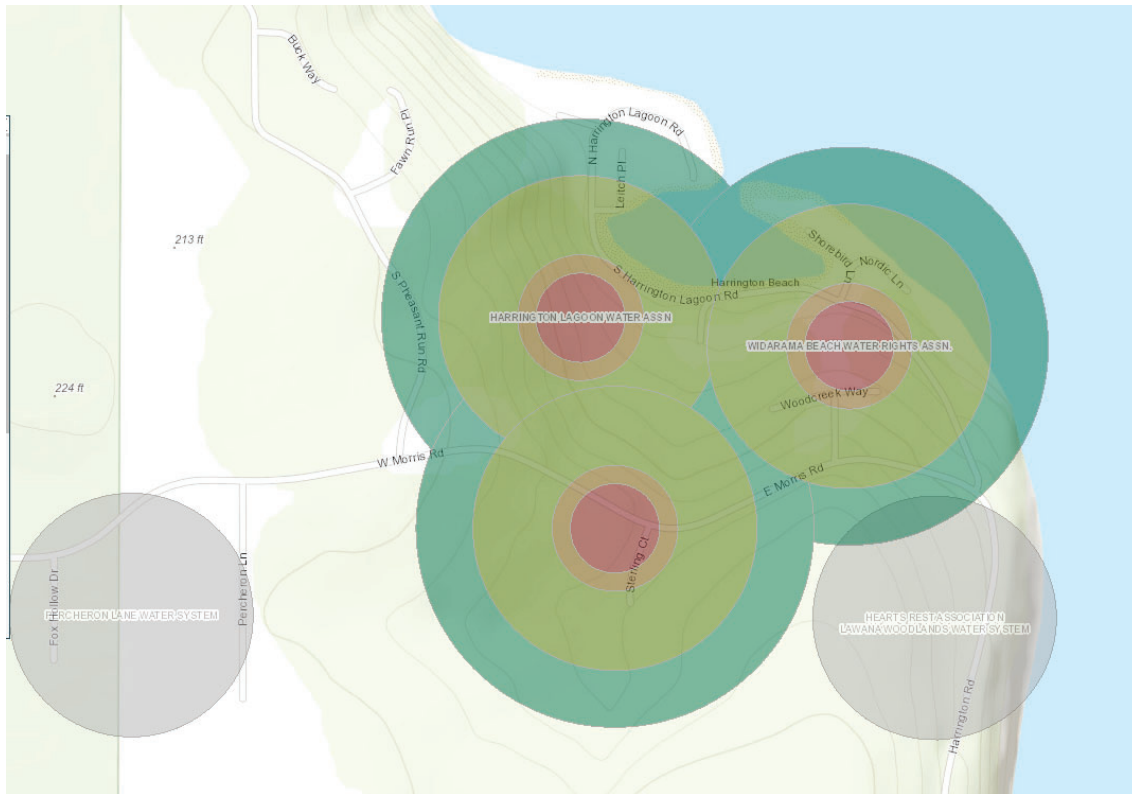 Buck Way
Fawn Run Pl
N Harrington Lagoon Rd
Leitch Pl
213 ft
S Pheasant Run Rd
S Harrington Lagoon Rd
Harrington Beach
Shorebird Ln
Nordic Ln
HARRINGTON LAGOON WATER ASSN
WIDARAMA BEACH WATER RIGHTS ASSN.
224 ft
Woodcreek Way
W Morris Rd
E Morris Rd
Sterling Ct
Fox Hollow Dr
PERCHERON LANE WATER SYSTEM
Percheron Ln
HEARTS REST ASSOCIATION
LAWANA WOODLANDS WATER SYSTEM
Harrington Rd